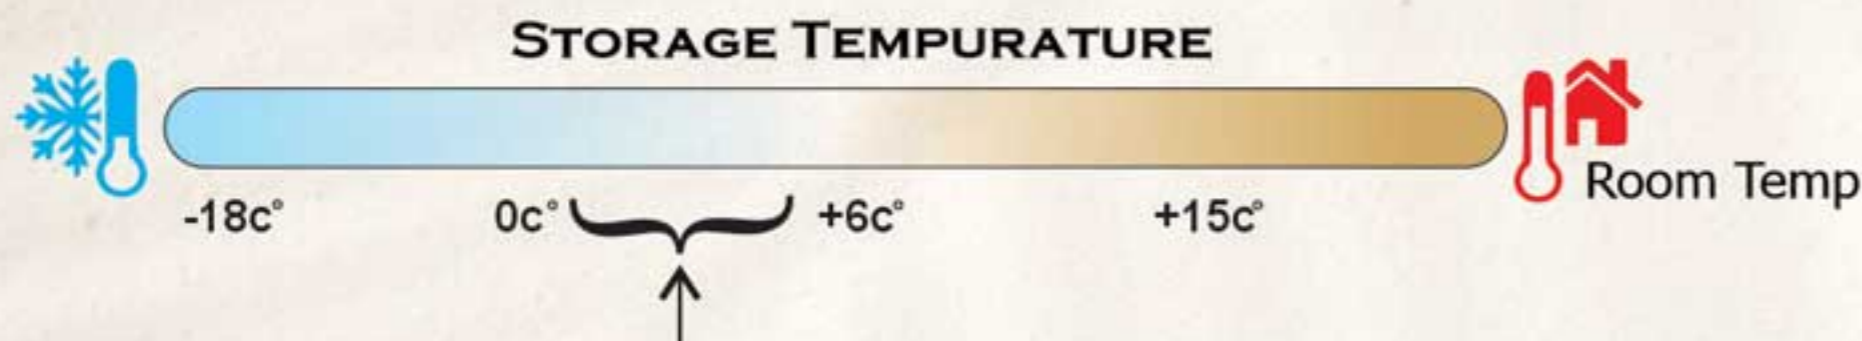 STORAGE TEMPURATURE
-18c° 0c° +6c° +15c° Room Temp